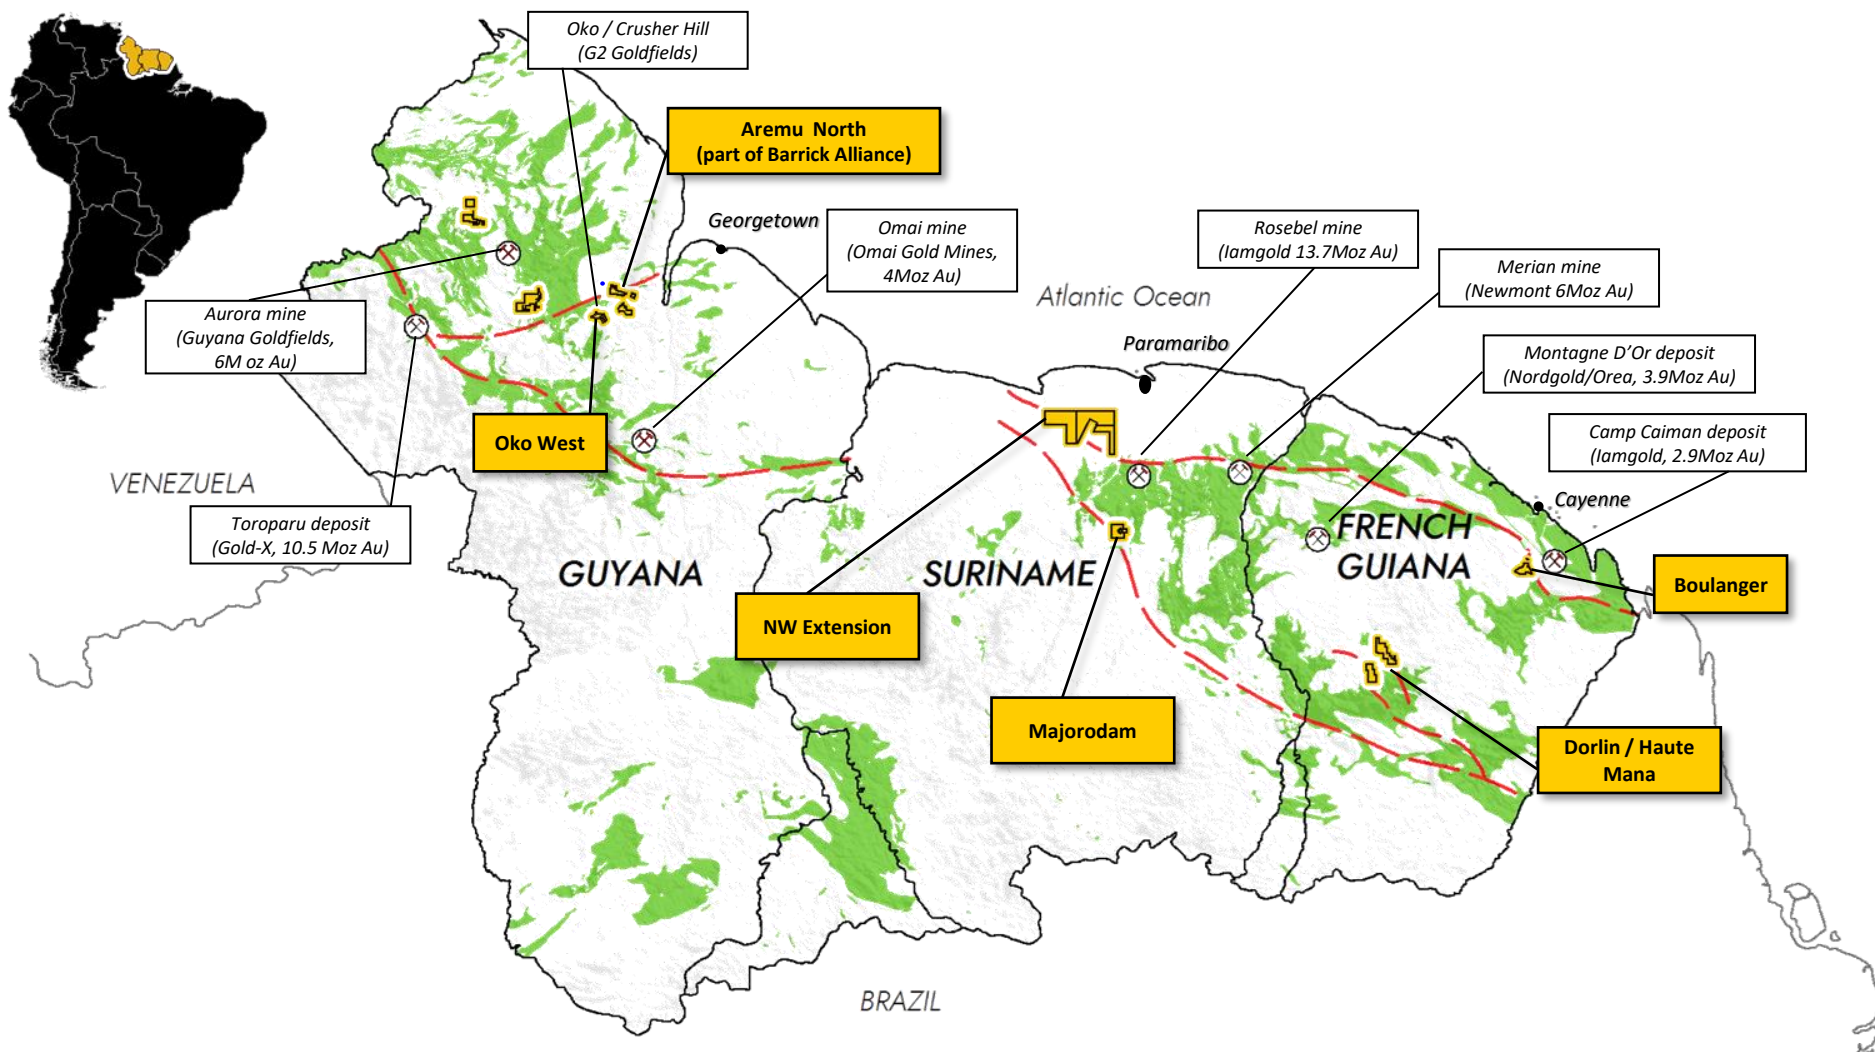 Oko / Crusher Hill
(G2 Goldfields)
Aremu North
(part of Barrick Alliance)
Georgetown
Omai mine
(Omai Gold Mines,
4Moz Au)
Rosebel mine
(Iamgold 13.7Moz Au)
Merian mine
(Newmont 6Moz Au)
Atlantic Ocean
Aurora mine
(Guyana Goldfields,
6M oz Au)
Paramaribo
Montagne D'Or deposit
(Nordgold/Orea, 3.9Moz Au)
Oko West
Camp Caiman deposit
(Iamgold, 2.9Moz Au)
VENEZUELA
Cayenne
Toroparu deposit
(Gold-X, 10.5 Moz Au)
FRENCH
GUIANA
GUYANA
SURINAME
Boulanger
NW Extension
Majorodam
Dorlin / Haute
Mana
BRAZIL